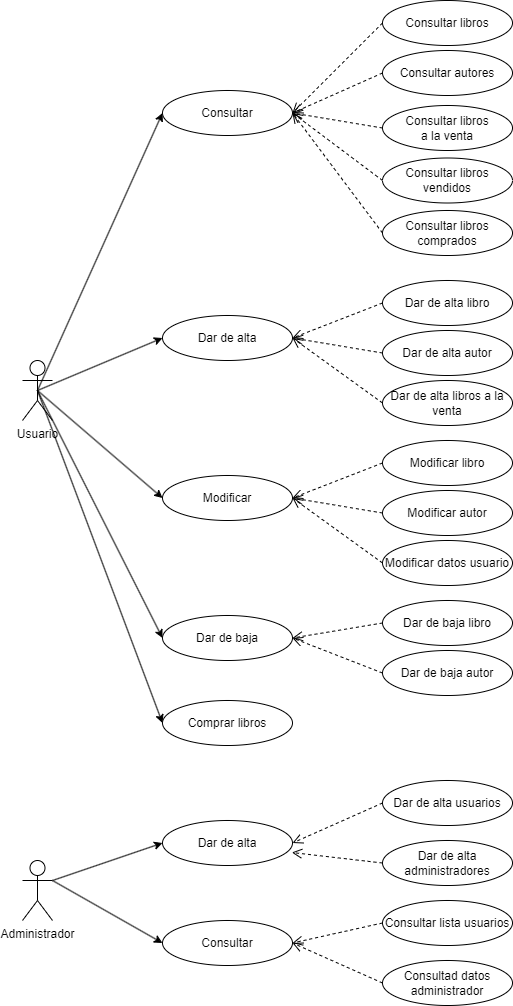 Consultar libros
Consultar autores
Consultar
Consultar libros
a la venta
Consultar libros
vendidos
Consultar libros
comprados
Dar de alta libro
Dar de alta
Dar de alta autor
Dar de alta libros a la
venta
Usuario
Modificar libro
Modificar
Modificar autor
Modificar datos usuario
Dar de baja libro
Dar de baja
Dar de baja autor
Comprar libros
Dar de alta usuarios
Dar de alta
Dar de alta
administradores
Administrador
Consultar lista usuarios
Consultar
Consultad datos
administrador